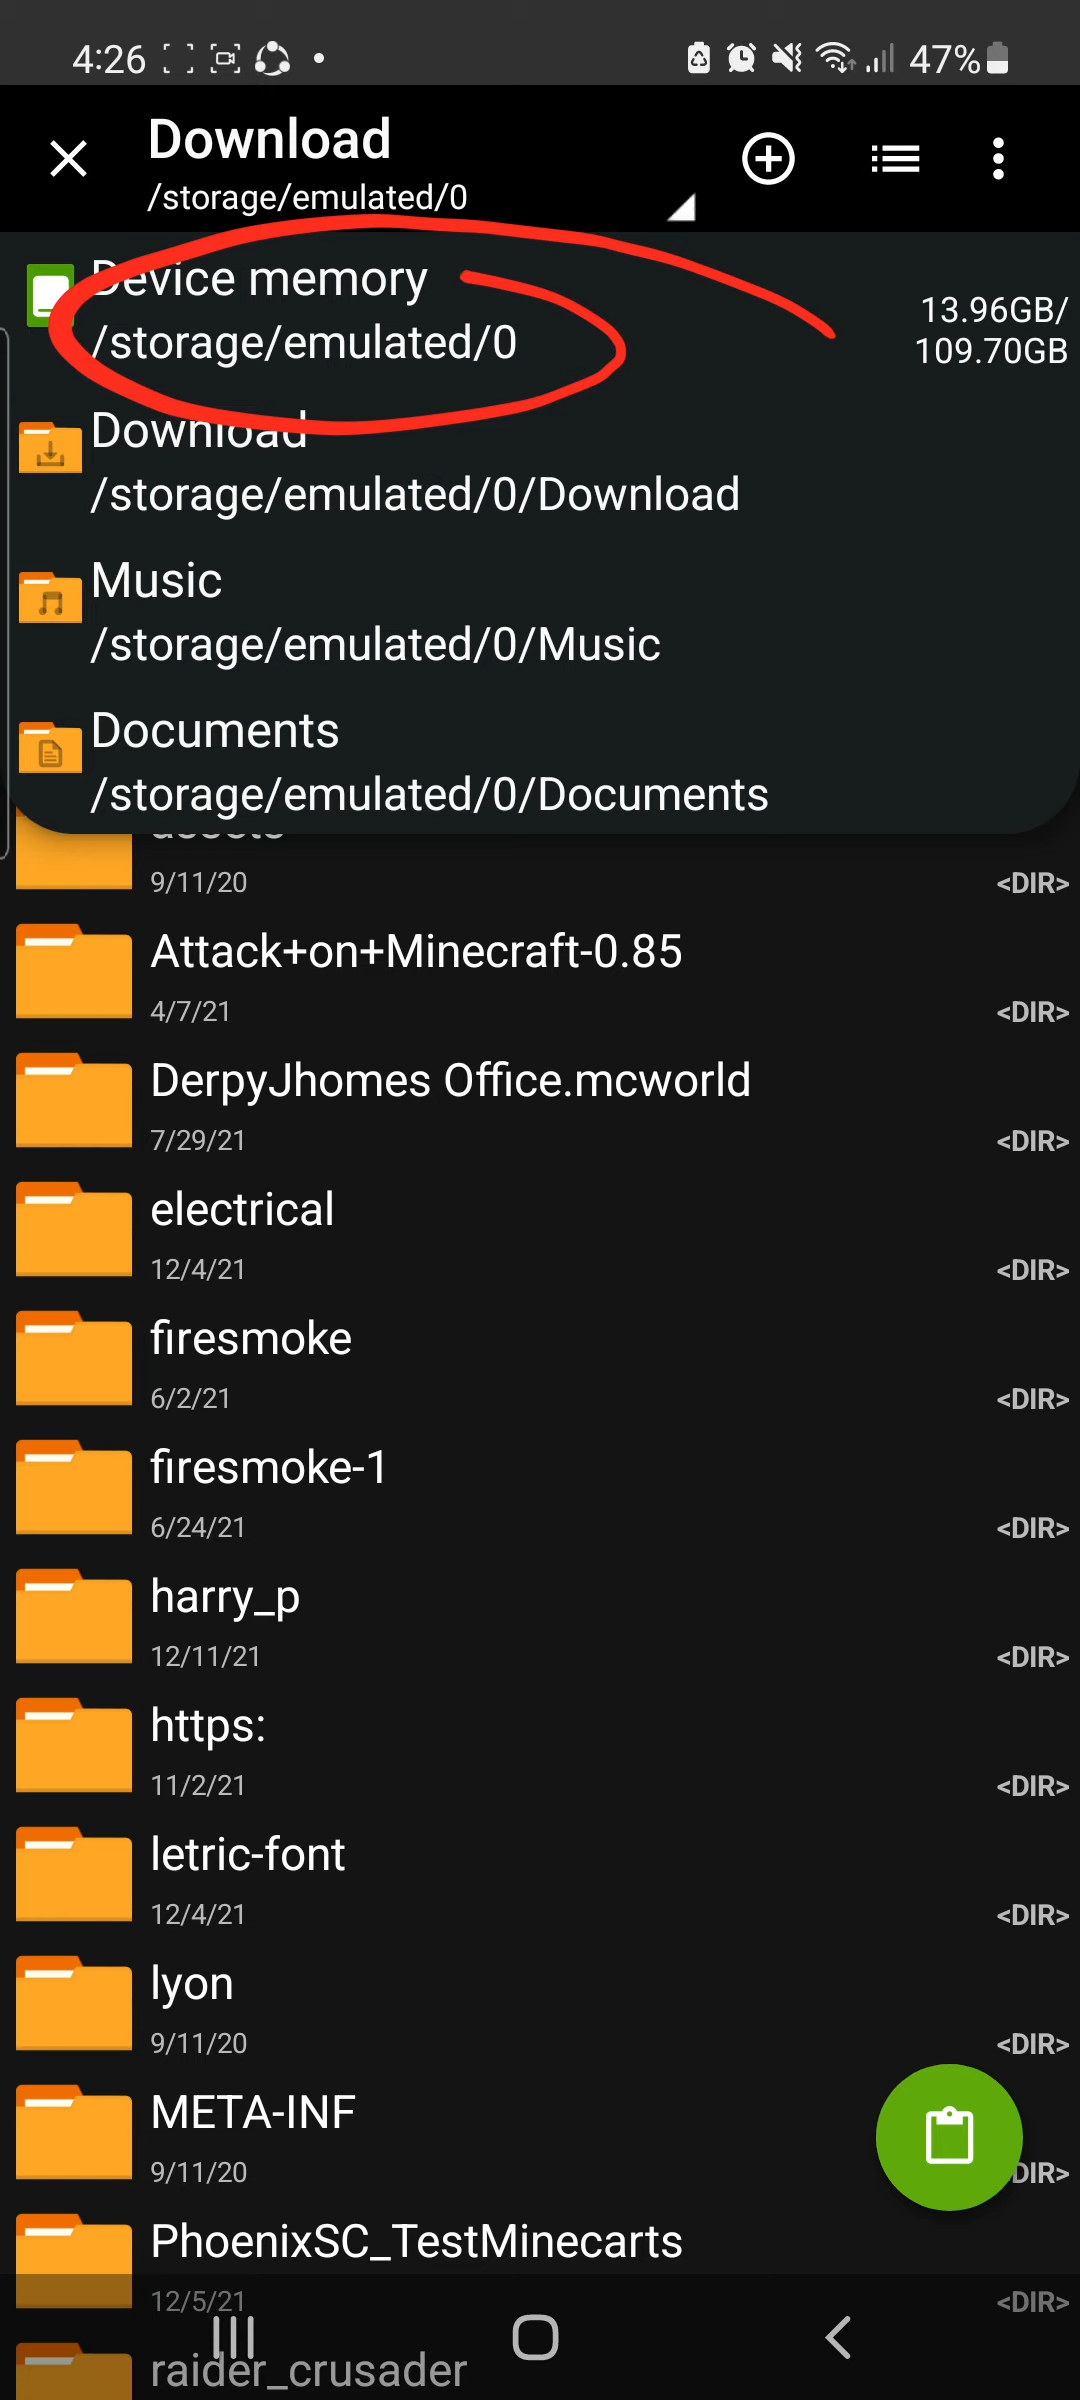 4:26
47%
Download
/storage/emulated/0
Device memory
/storage/emulated/0
13.96GB/
109.70GB
Download
/storage/emulated/0/Download
Music
/storage/emulated/0/Music
Documents
/storage/emulated/0/Documents
9/11/20
<DIR>
Attack+on+Minecraft-0.85
4/7/21
<DIR>
DerpyJhomes Office.mcworld
7/29/21
<DIR>
electrical
12/4/21
<DIR>
firesmoke
6/2/21
<DIR>
firesmoke-1
6/24/21
<DIR>
harry_p
12/11/21
<DIR>
https:
11/2/21
<DIR>
letric-font
12/4/21
<DIR>
lyon
9/11/20
<DIR>
META-INF
9/11/20
DIR>
PhoenixSC_TestMinecarts
12/5/21
<DIR>
raider_crusader